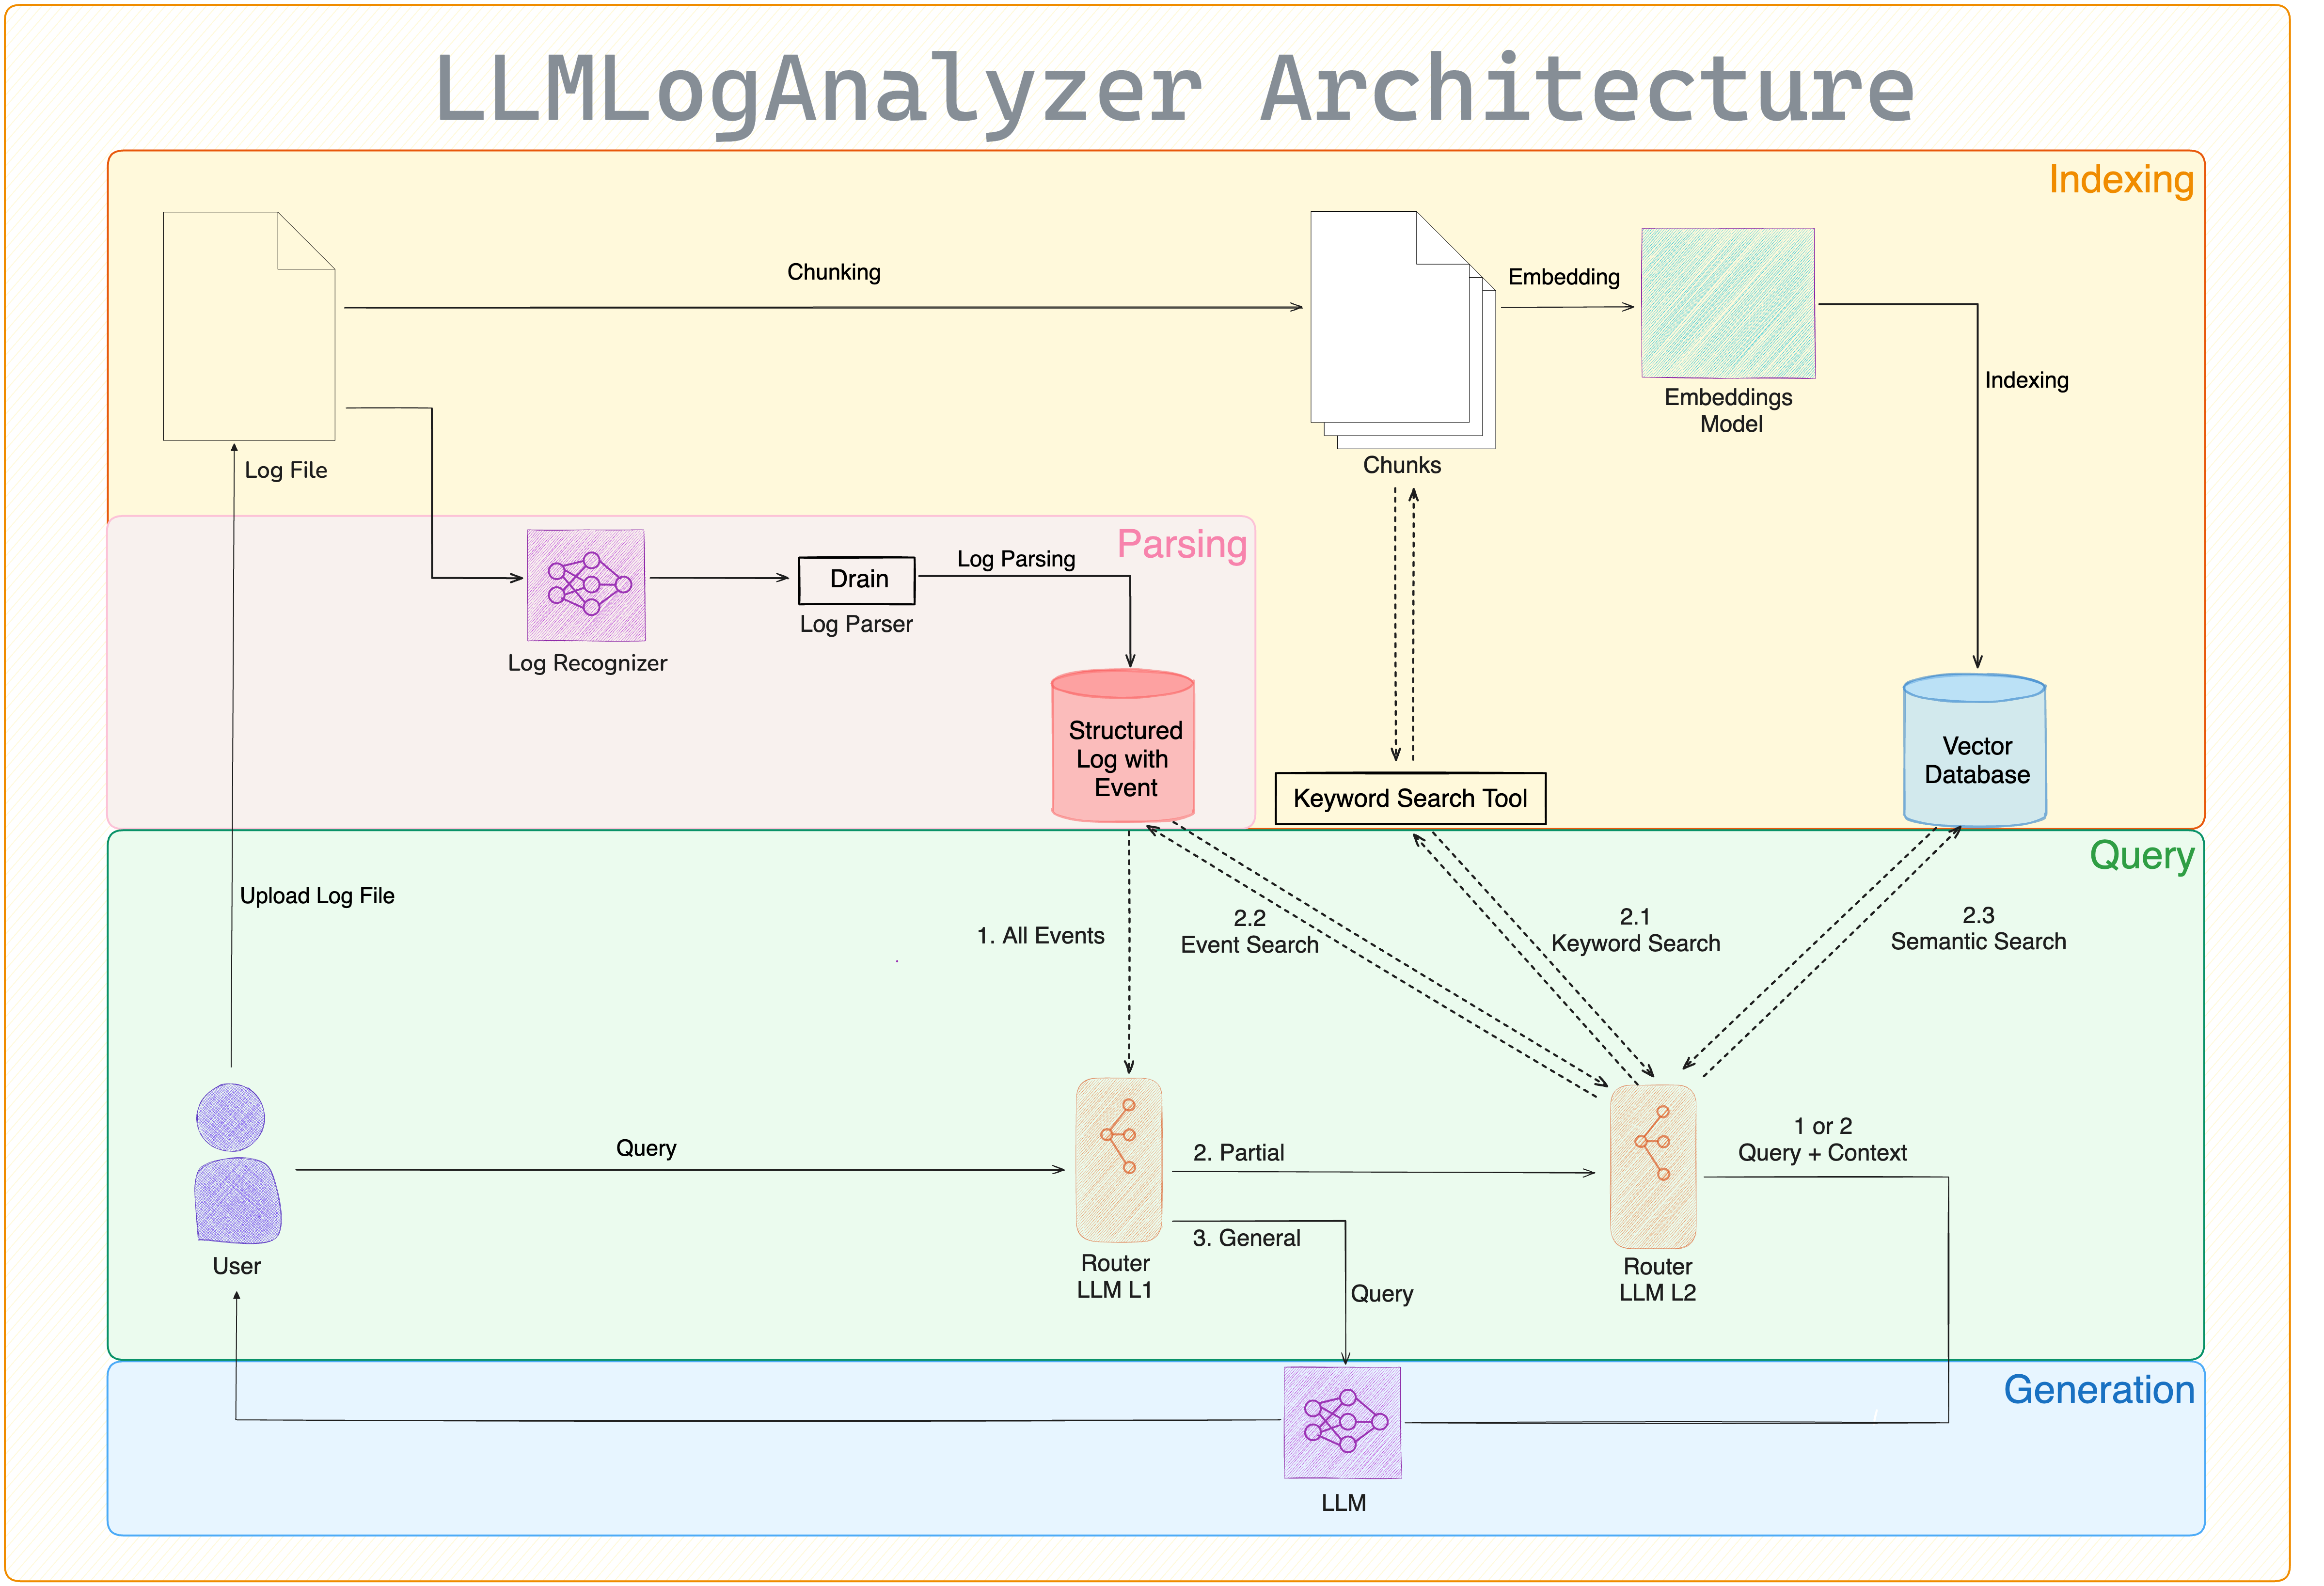 LLMLogAnalyzer Architecture
Indexing
Chunking
Embedding
Indexing
Embeddings
Model
Log File
Chunks
Parsing
Log Parsing
Drain
Log Parser
Log Recognizer
Structured
Log with
Event
Keyword Search Tool
Vector
Database
Query
Upload Log File
1. All Events
2.2
Event Search
2.1
Keyword Search
2.3
Semantic Search
Query
2. Partial
1 or 2
Query + Context
3. General
User
Router
LLM L1
Query
Router
LLM L2
Generation
LLM